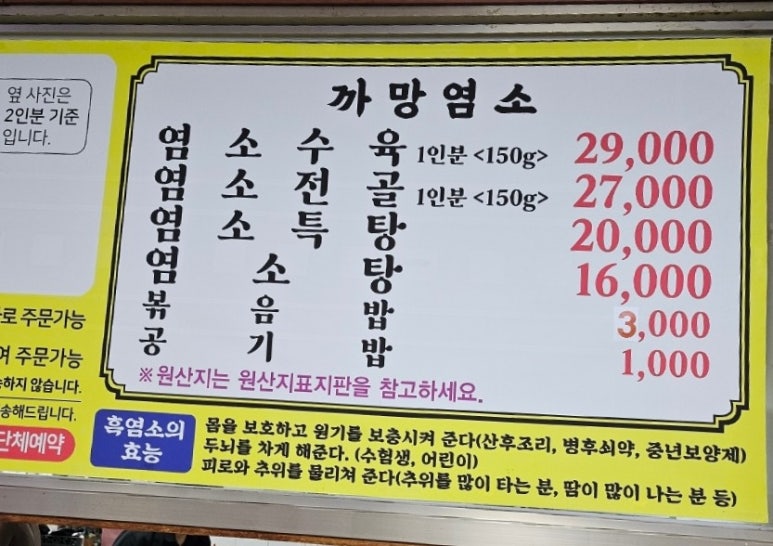 옆 사진은
2인분 기준
입니다.
까망염소
염소수육 1인분 <150g> 29,000
염소전골 1인분 <150g> 27,000
염소특탕 20,000
염소탕 16,000
볶음밥 3,000
공기밥 1,000
※원산지는 원산지표지판을 참고하세요.
주문가능
주문가능
하지 않습니다.
송해드립니다.
단체예약
흑염소의
효능
몸을 보호하고 원기를 보충시켜 준다(산후조리, 병후쇠약, 중년보양제)
두뇌를 차게 해준다. (수험생, 어린이)
피로와 추위를 물리쳐 준다(추위를 많이 타는 분, 땀이 많이 나는 분 등)